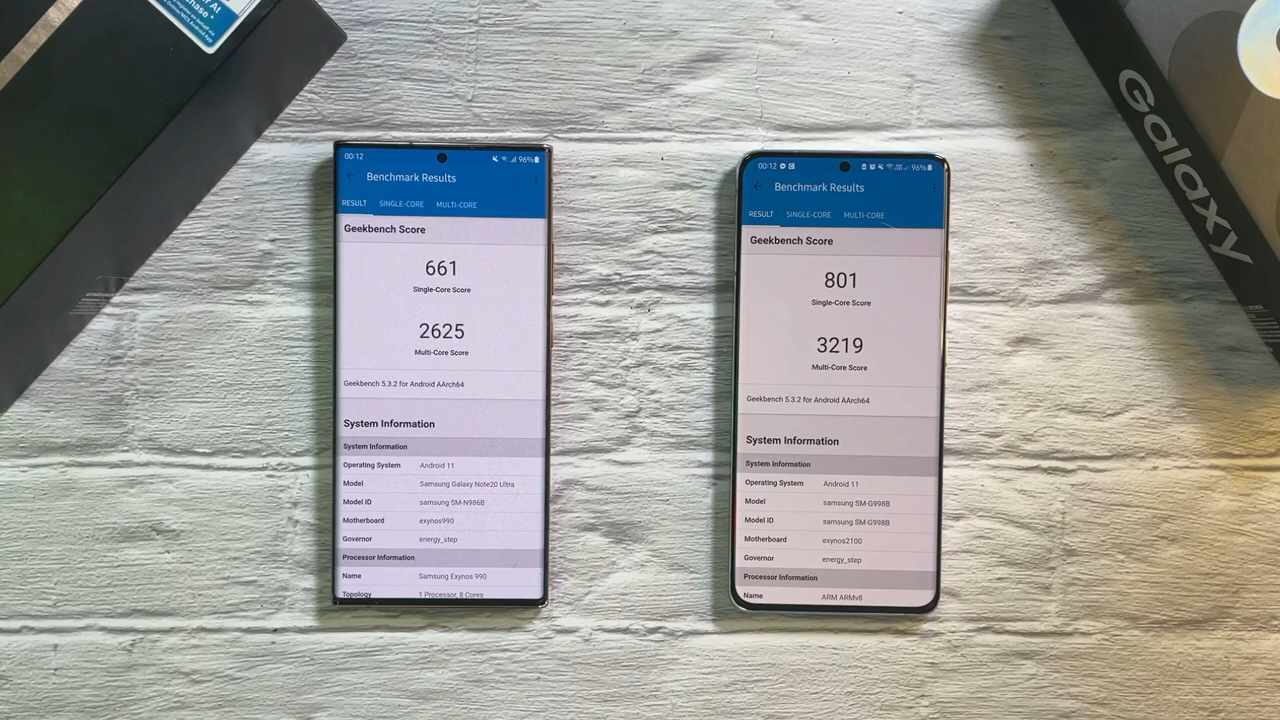 r At
chase *
Galaxy
00:12 96%
Benchmark Results
RESULT SINGLE-CORE MULTI-CORE
Geekbench Score
661
Single-Core Score
2625
Multi-Core Score
Geekbench 5.3.2 for Android AArch64
System Information
System Information
Operating System Android 11
Model Samsung Galaxy Note20 Ultra
Model ID samsung SM-N986B
Motherboard exynos990
Governor energy_step
Processor Information
Name Samsung Exynos 990
Topology 1 Processor, 8 Cores
00:12 96%
Benchmark Results
RESULT SINGLE-CORE MULTI-CORE
Geekbench Score
801
Single-Core Score
3219
Multi-Core Score
Geekbench 5.3.2 for Android AArch64
System Information
System Information
Operating System Android 11
Model samsung SM-G998B
Model ID samsung SM-G998B
Motherboard exynos2100
Governor energy_step
Processor Information
Name ARM ARMv8